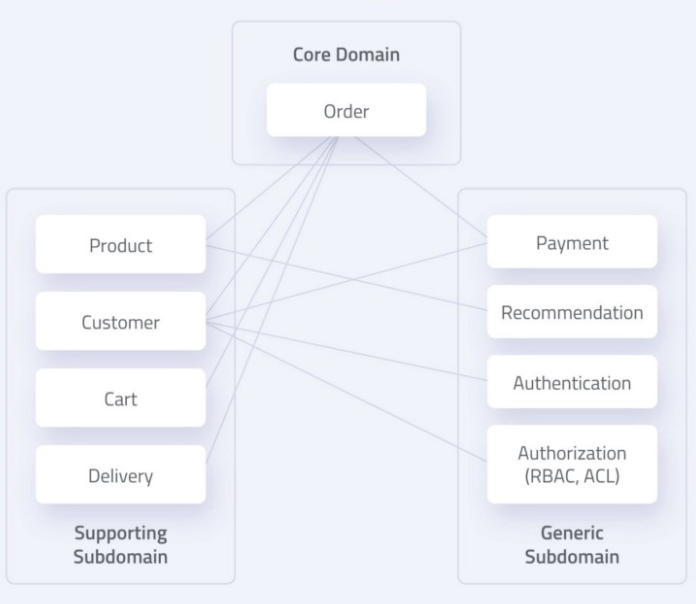 Core Domain
Order
Product
Customer
Cart
Delivery
Supporting
Subdomain
Payment
Recommendation
Authentication
Authorization
(RBAC, ACL)
Generic
Subdomain